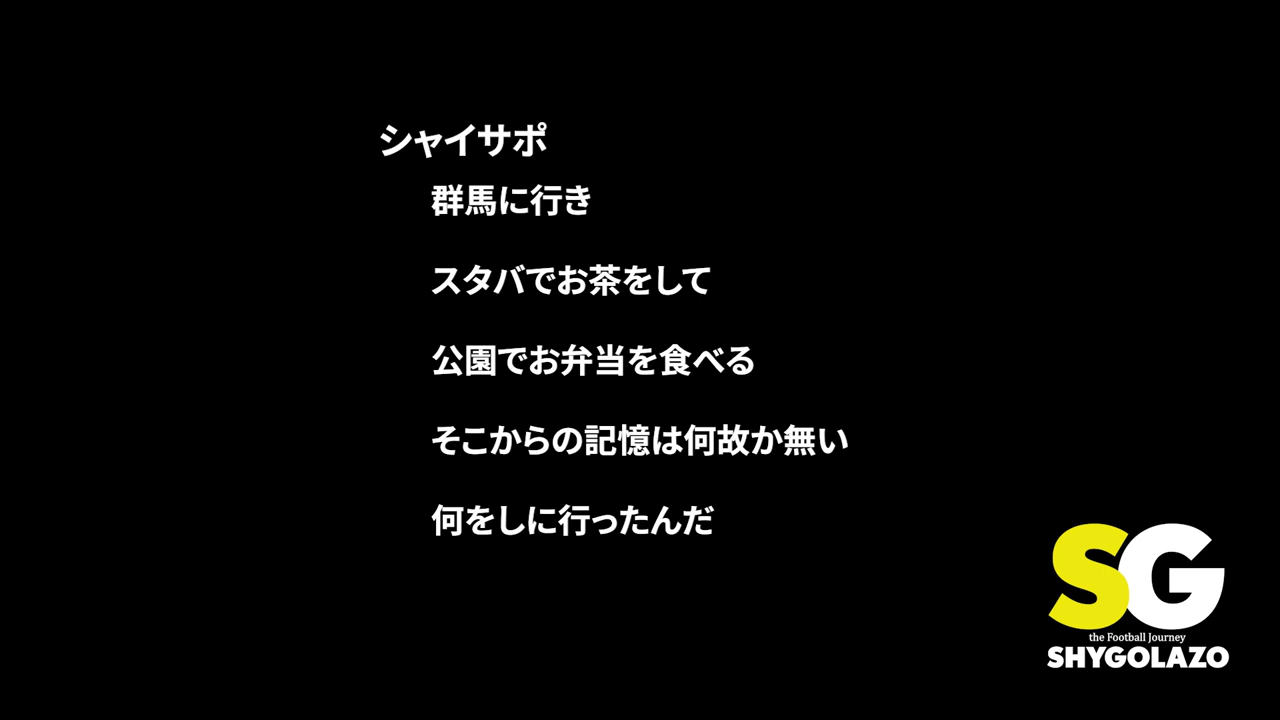 シャイサポ
群馬に行き
スタバでお茶をして
公園でお弁当を食べる
そこからの記憶は何故か無い
何をしに行ったんだ
SG
the Football Journey
SHYGOLAZO